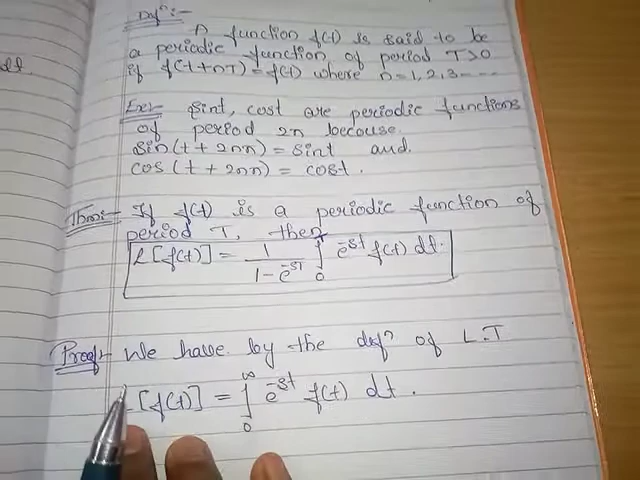 Defn:-
A function f(t) is said to be
a periodic function of period T>0
if f(t+nT)=f(t) where n=1,2,3----
Ex:- sint, cost are periodic functions
of period 2π because.
sin(t+2nπ)=sint and.
cos(t+2nπ)=cost.
Thm:- If f(t) is a periodic function of
period T, then
L[f(t)] = 1/(1-e^-sT) ∫_0^T e^-st f(t) dt.
Proof:- We have by the defn of L.T
L[f(t)] = ∫_0^∞ e^-st f(t) dt.